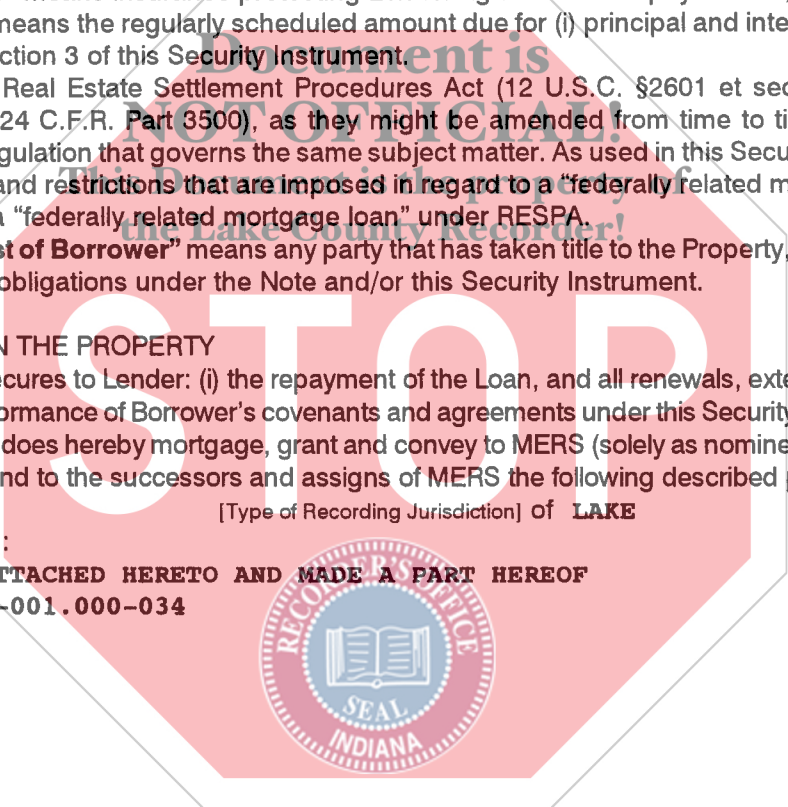 means the regularly scheduled amount due for (i) principal and inte
ction 3 of this Security Instrument.
Document is
Real Estate Settlement Procedures Act (12 U.S.C. §2601 et sec
24 C.F.R. Part 3500), as they might be amended from time to ti
NOT OFFICIAL!
gulation that governs the same subject matter. As used in this Secu
and restrictions that are imposed in regard to a “federally related m
This Document is the property of
a “federally related mortgage loan” under RESPA.
the Lake County Recorder!
st of Borrower” means any party that has taken title to the Property,
obligations under the Note and/or this Security Instrument.
N THE PROPERTY
ecures to Lender: (i) the repayment of the Loan, and all renewals, exte
ormance of Borrower’s covenants and agreements under this Security
does hereby mortgage, grant and convey to MERS (solely as nomine
nd to the successors and assigns of MERS the following described p
STOP
[Type of Recording Jurisdiction] of LAKE
:
TTACHED HERETO AND MADE A PART HEREOF
-001.000-034
RECORDER'S OFFICE
SEAL
INDIANA